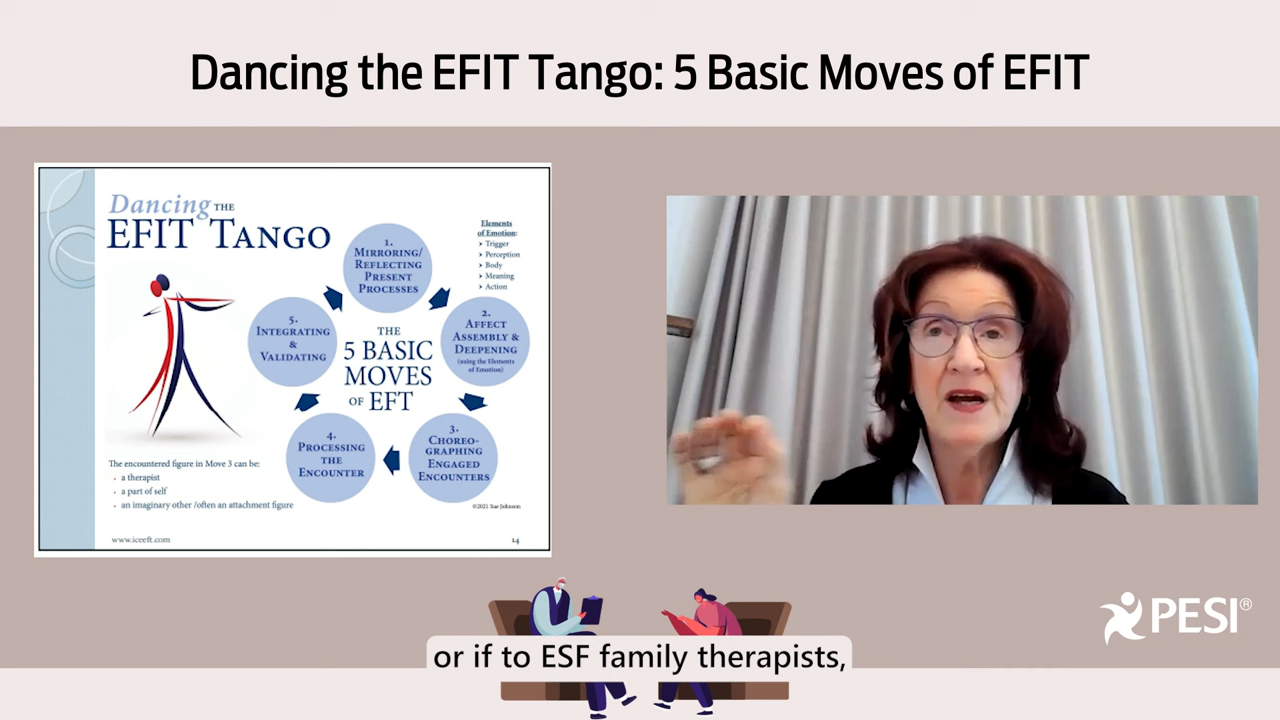 Dancing the EFIT Tango: 5 Basic Moves of EFIT
Dancing THE
EFIT TANGO
Elements
of Emotion:
Trigger
Perception
Body
Meaning
Action
1.
MIRRORING/
REFLECTING
PRESENT
PROCESSES
2.
AFFECT
ASSEMBLY &
DEEPENING
(using the Elements
of Emotion)
3.
CHOREO-
GRAPHING
ENGAGED
ENCOUNTERS
4.
PROCESSING
THE
ENCOUNTER
5.
INTEGRATING
&
VALIDATING
THE
5 BASIC
MOVES
OF EFT
The encountered figure in Move 3 can be:
• a therapist
• a part of self
• an imaginary other /often an attachment figure
©2021 Sue Johnson
www.iceeft.com
14
PESI®
or if to ESF family therapists,